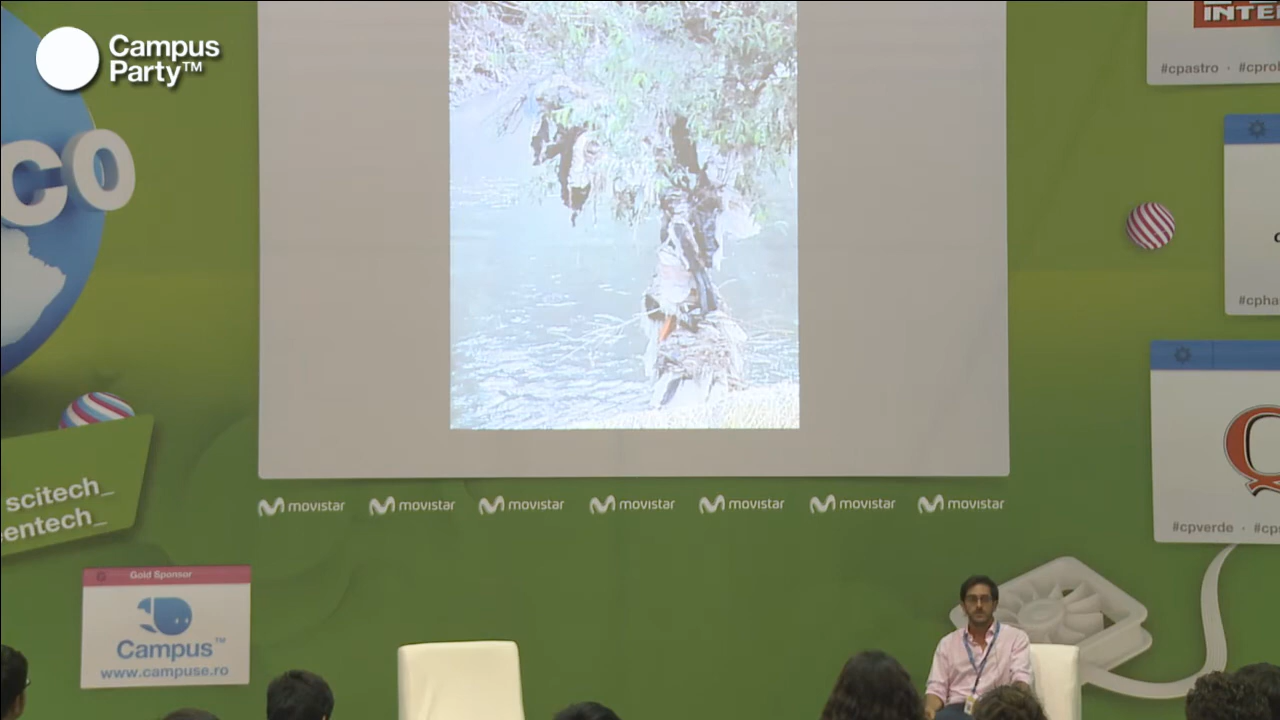 Campus
Party™
INTE
#cpastro · #cprob
co
#cpha
scitech_
entech_
movistar movistar movistar movistar movistar movistar movistar
Q
#cpverde · #cp
Gold Sponsor
Campus™
www.campuse.ro